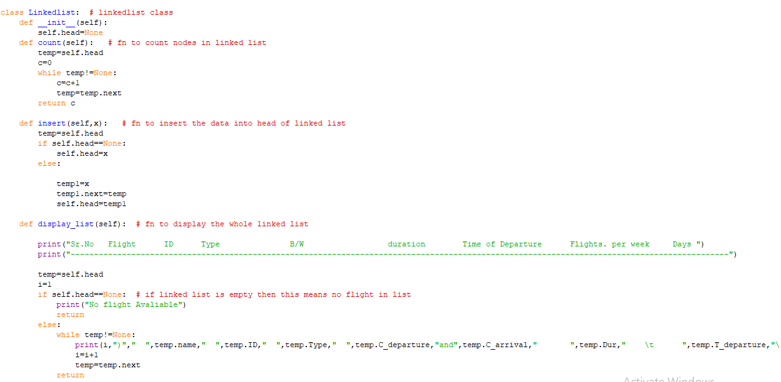 class Linkedlist:  # linkedlist class
    def __init__(self):
        self.head=None
    def count(self):   # fn to count nodes in linked list
        temp=self.head
        c=0
        while temp!=None:
            c=c+1
            temp=temp.next
        return c
    def insert(self,x):   # fn to insert the data into head of linked list
        temp=self.head
        if self.head==None:
            self.head=x
        else:
            temp1=x
            temp1.next=temp
            self.head=temp1
    def display_list(self):  # fn to display the whole linked list
        print("Sr.No   Flight      ID      Type               B/W                  duration        Time of Departure      Flights. per week     Days ")
        print("---------------------------------------------------------------------------------------------------------------------------------------------")
        temp=self.head
        i=1
        if self.head==None:  # if linked list is empty then this means no flight in list
            print("No flight Avaliable")
            return
        else:
            while temp!=None:
                print(i,")","  ",temp.name,"  ",temp.ID,"  ",temp.Type,"  ",temp.C_departure,"and",temp.C_arrival,"       ",temp.Dur,"    \t      ",temp.T_departure,"\
                i=i+1
                temp=temp.next
            return
Activate Windows